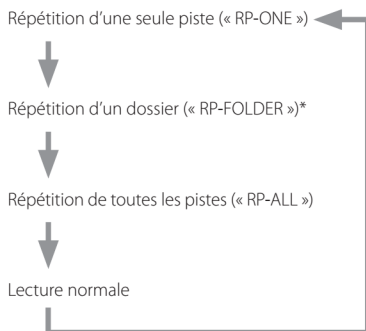 Répétition d'une seule piste (« RP-ONE »)
Répétition d'un dossier (« RP-FOLDER »)*
Répétition de toutes les pistes (« RP-ALL »)
Lecture normale